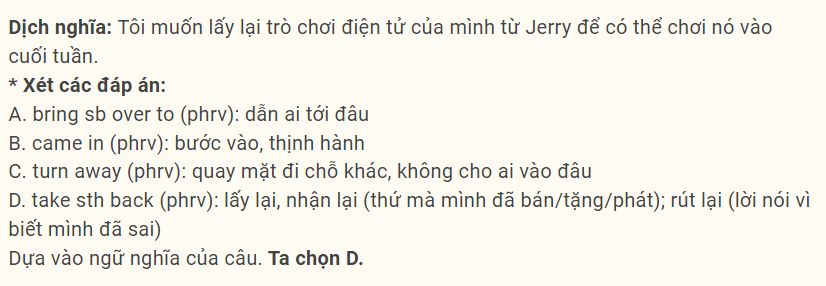 Dịch nghĩa: Tôi muốn lấy lại trò chơi điện tử của mình từ Jerry để có thể chơi nó vào
cuối tuần.
* Xét các đáp án:
A. bring sb over to (phrv): dẫn ai tới đâu
B. came in (phrv): bước vào, thịnh hành
C. turn away (phrv): quay mặt đi chỗ khác, không cho ai vào đâu
D. take sth back (phrv): lấy lại, nhận lại (thứ mà mình đã bán/tặng/phát); rút lại (lời nói vì
biết mình đã sai)
Dựa vào ngữ nghĩa của câu. Ta chọn D.